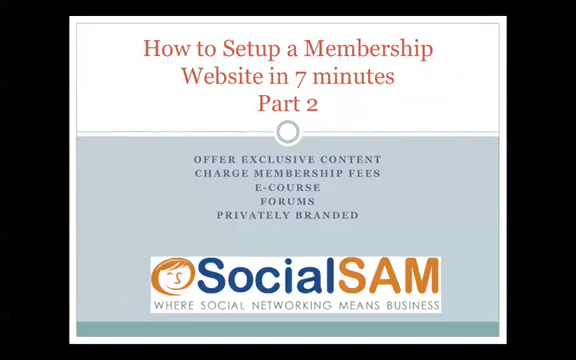 How to Setup a Membership
Website in 7 minutes
Part 2
OFFER EXCLUSIVE CONTENT
CHARGE MEMBERSHIP FEES
E-COURSE
FORUMS
PRIVATELY BRANDED
SocialSAM
WHERE SOCIAL NETWORKING MEANS BUSINESS